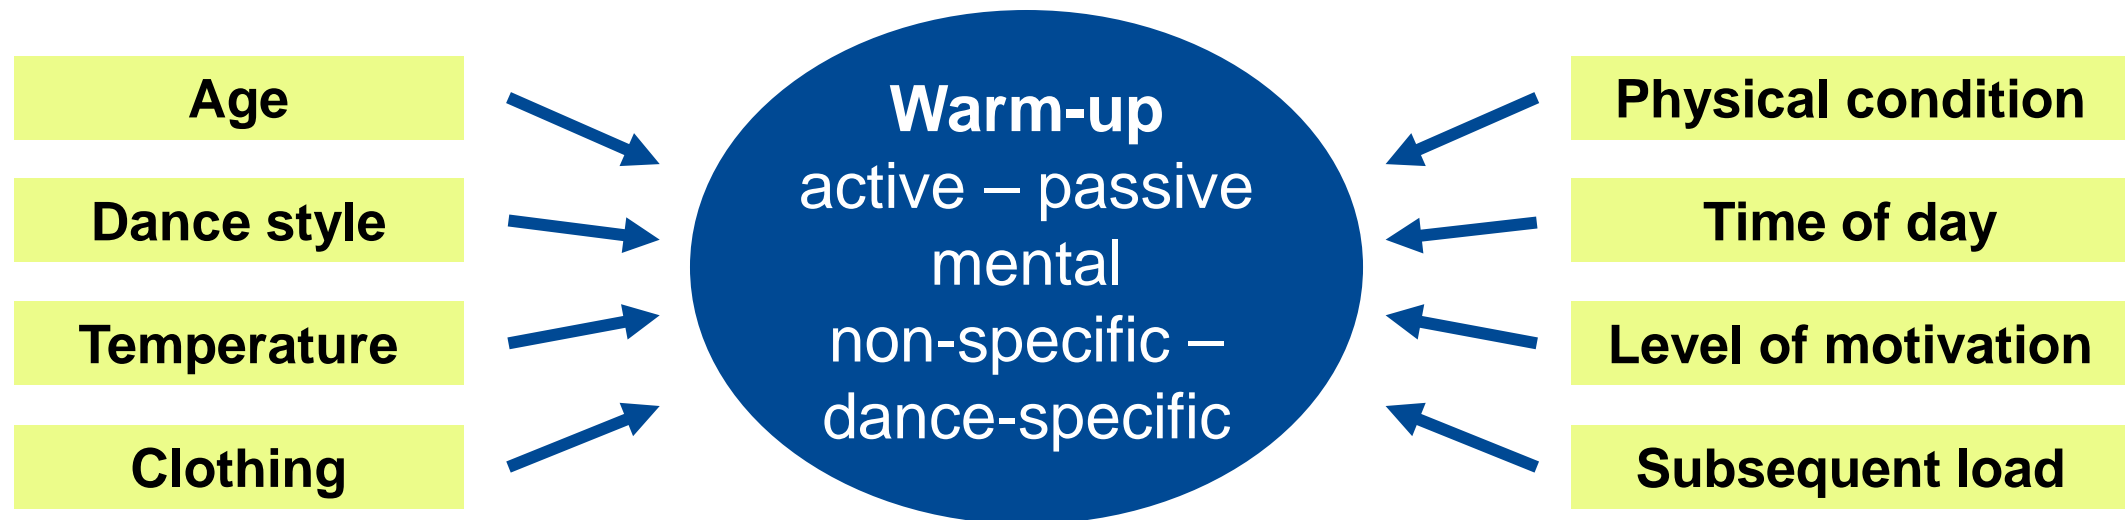 Age
Dance style
Temperature
Clothing
Warm-up
active – passive
mental
non-specific –
dance-specific
Physical condition
Time of day
Level of motivation
Subsequent load